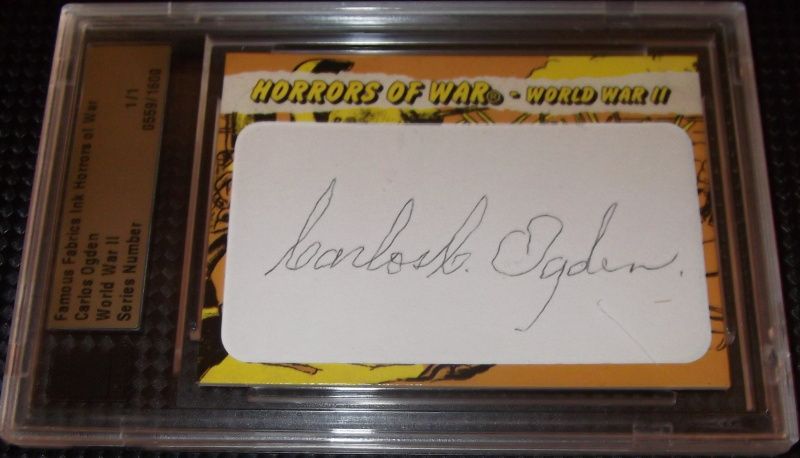 Famous Fabrics Ink Horrors of War
Carlos Ogden
World War II
Series Number
1/1
0559/1600
HORRORS OF WAR® - WORLD WAR II
Carlos C. Ogden.